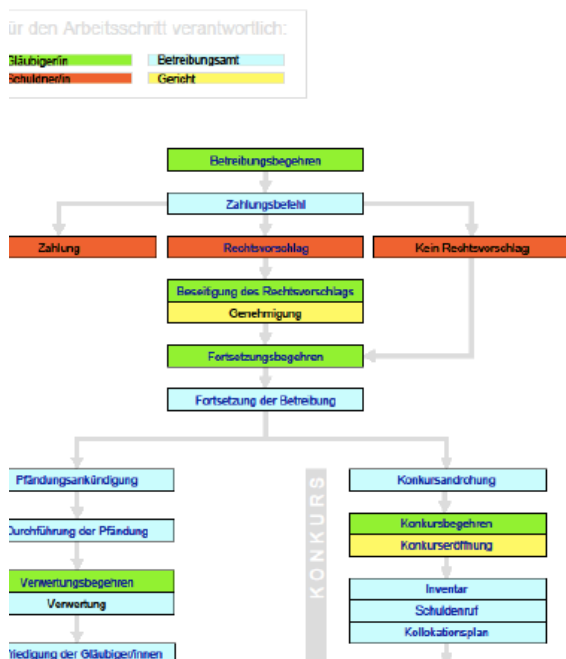 ür den Arbeitsschritt verantwortlich:
Gläubiger/in Betreibungsamt
Schuldner/in Gericht
Betreibungsbegehren
Zahlungsbefehl
Zahlung Rechtsvorschlag Kein Rechtsvorschlag
Beseitigung des Rechtsvorschlags
Genehmigung
Fortsetzungsbegehren
Fortsetzung der Betreibung
Pfändungsankündigung
Durchführung der Pfändung
Verwertungsbegehren
Verwertung
friedigung der Gläubiger/innen
KONKURS
Konkursandrohung
Konkursbegehren
Konkurseröffnung
Inventar
Schuldenruf
Kollokationsplan